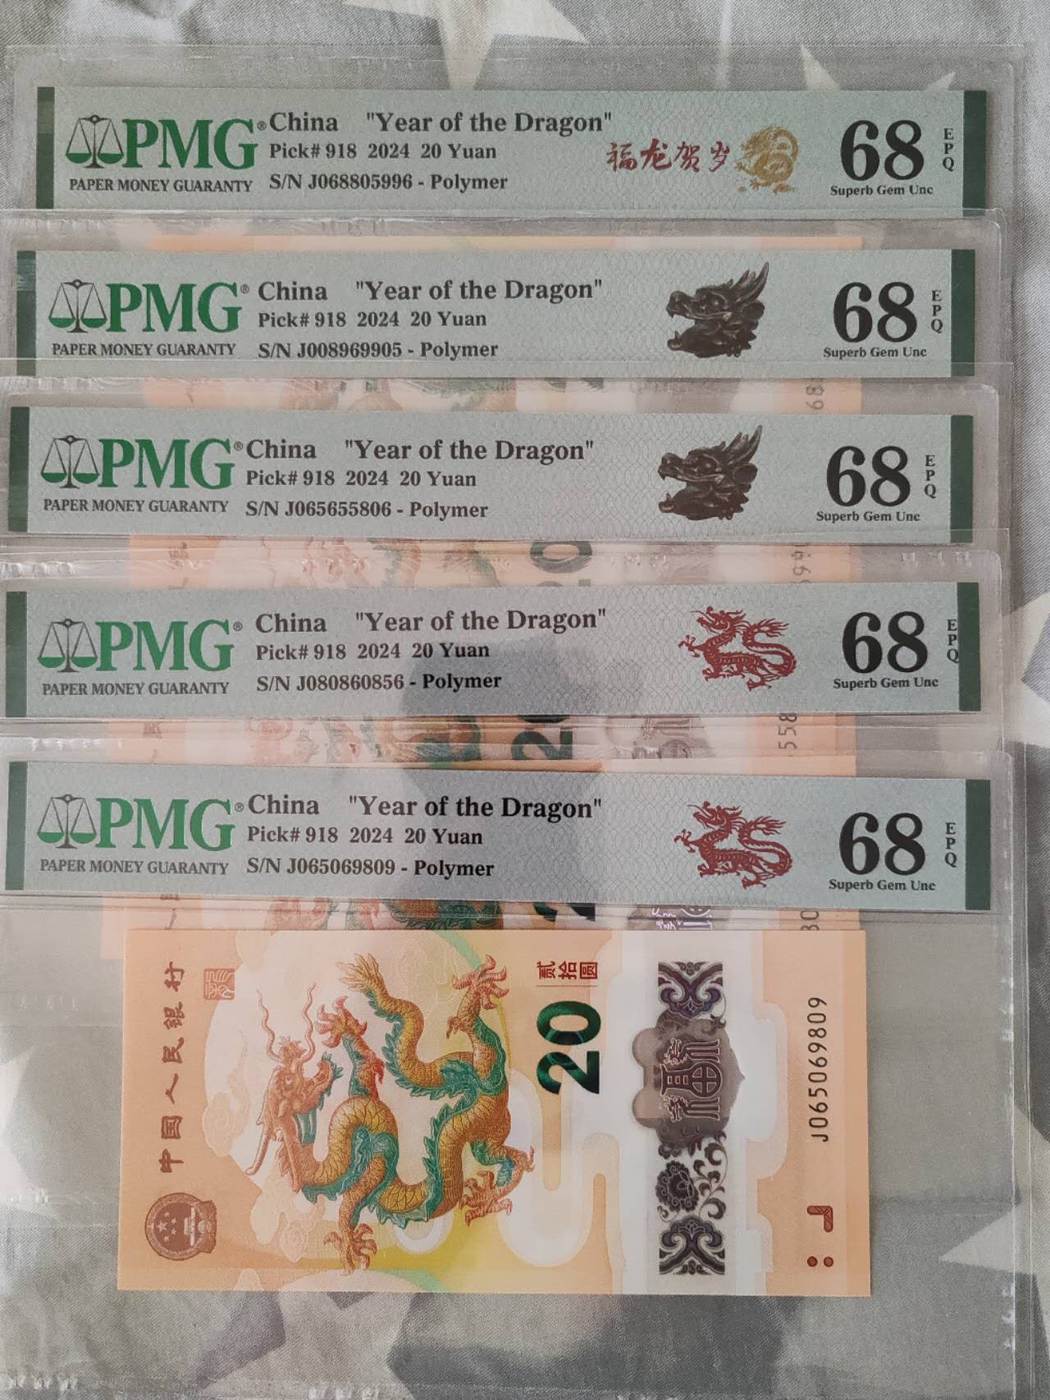 PMG®
PAPER MONEY GUARANTY
China "Year of the Dragon"
Pick# 918 2024 20 Yuan
S/N J068805996 - Polymer
福龙贺岁
68
EPQ
Superb Gem Unc
PMG®
PAPER MONEY GUARANTY
China "Year of the Dragon"
Pick# 918 2024 20 Yuan
S/N J008969905 - Polymer
68
EPQ
Superb Gem Unc
PMG®
PAPER MONEY GUARANTY
China "Year of the Dragon"
Pick# 918 2024 20 Yuan
S/N J065655806 - Polymer
68
EPQ
Superb Gem Unc
20
PMG®
PAPER MONEY GUARANTY
China "Year of the Dragon"
Pick# 918 2024 20 Yuan
S/N J080860856 - Polymer
68
EPQ
Superb Gem Unc
PMG®
PAPER MONEY GUARANTY
China "Year of the Dragon"
Pick# 918 2024 20 Yuan
S/N J065069809 - Polymer
68
EPQ
Superb Gem Unc
中国人民银行
贰拾圆
20
福
J065069809